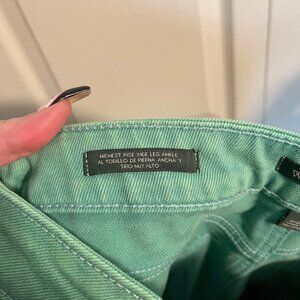 HIGHEST RISE WIDE LEG ANKLE
AL TOBILLO DE PIERNA ANCHA Y
TIRO MUY ALTO